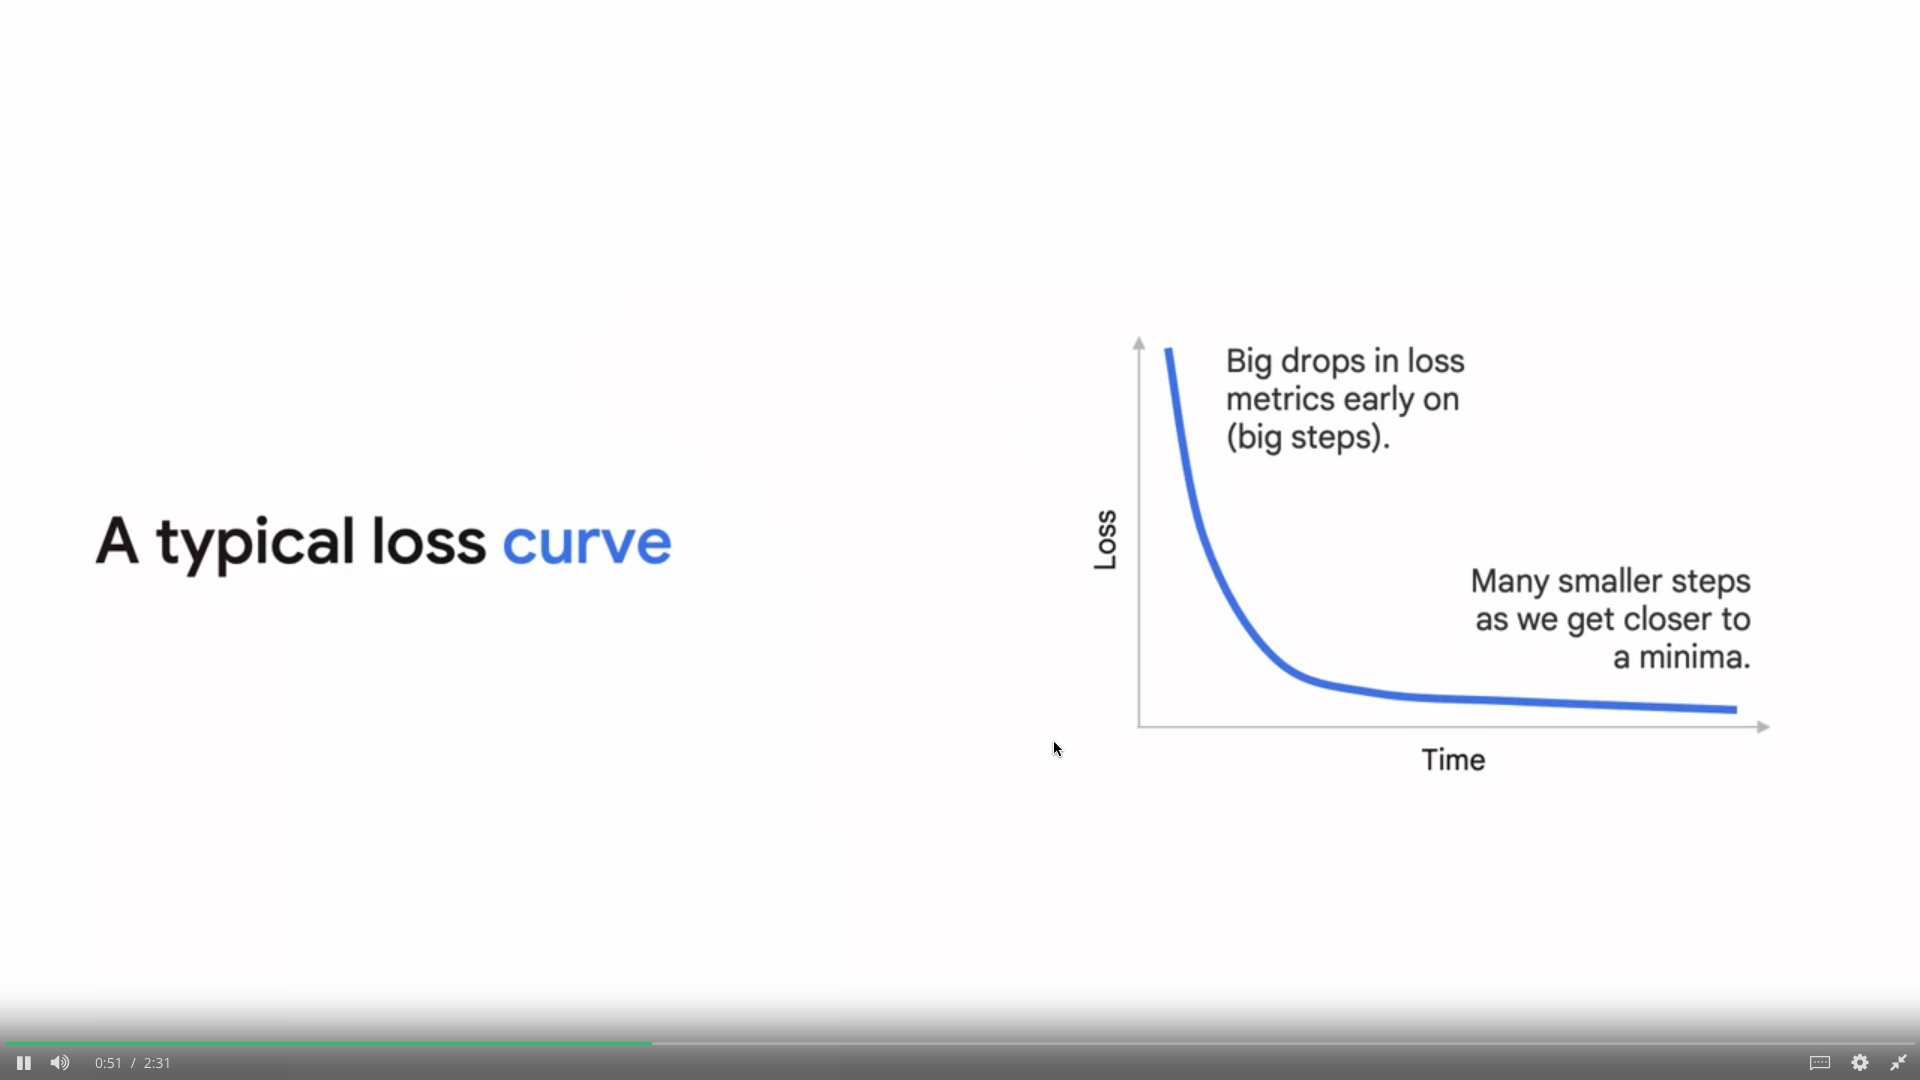 A typical loss curve
Big drops in loss
metrics early on
(big steps).
Loss
Many smaller steps
as we get closer to
a minima.
Time
0:51 / 2:31